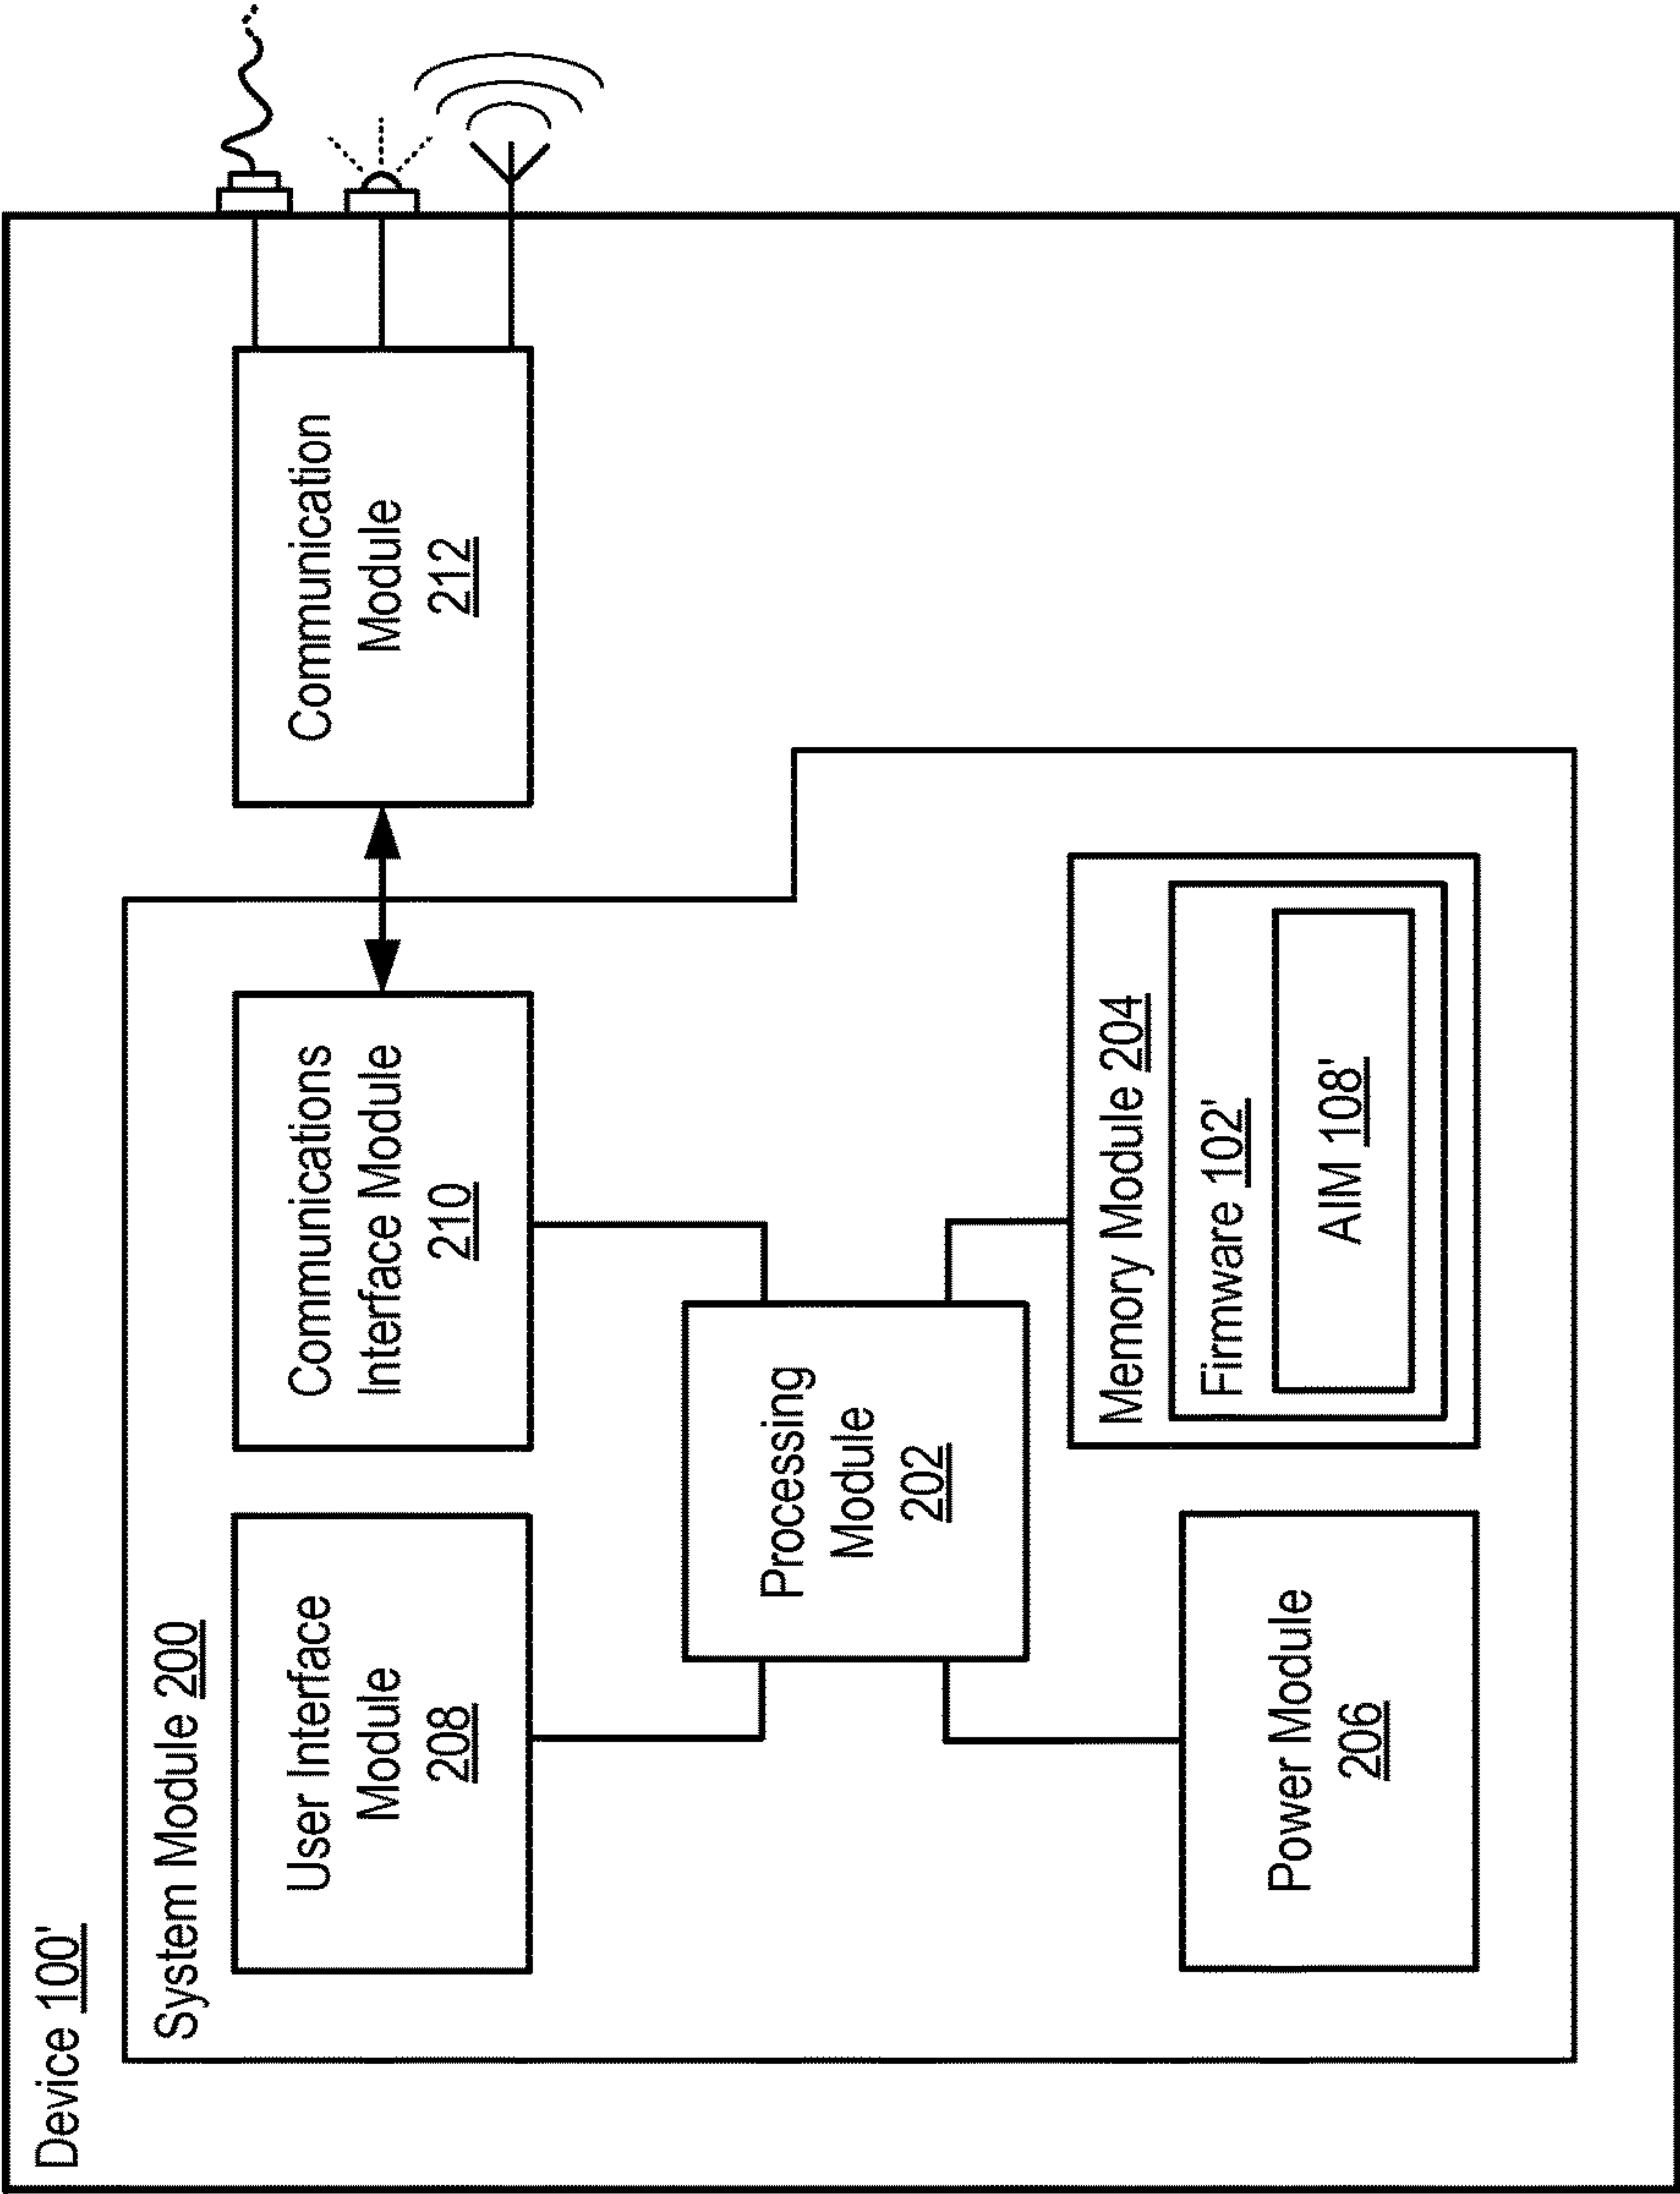 Device 100'
System Module 200
User Interface
Module
208
Communications
Interface Module
210
Communication
Module
212
Processing
Module
202
Power Module
206
Memory Module 204
Firmware 102'
AIM 108'